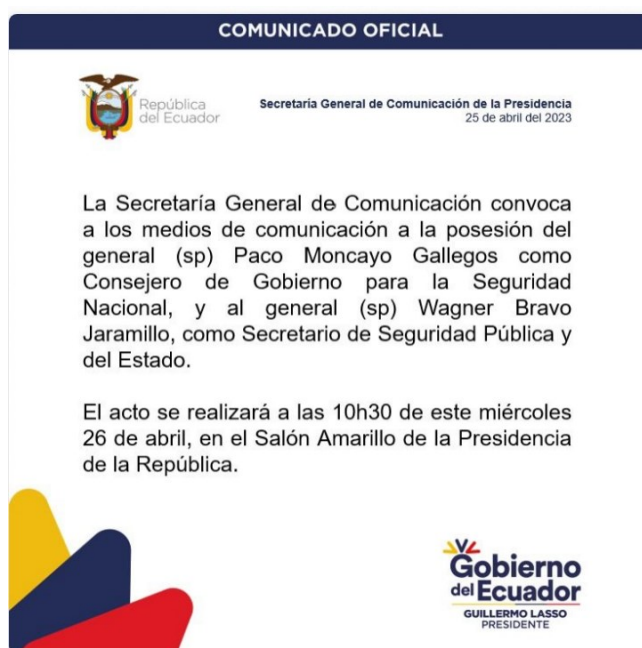 COMUNICADO OFICIAL
República
del Ecuador
Secretaría General de Comunicación de la Presidencia
25 de abril del 2023
La Secretaría General de Comunicación convoca
a los medios de comunicación a la posesión del
general (sp) Paco Moncayo Gallegos como
Consejero de Gobierno para la Seguridad
Nacional, y al general (sp) Wagner Bravo
Jaramillo, como Secretario de Seguridad Pública y
del Estado.
El acto se realizará a las 10h30 de este miércoles
26 de abril, en el Salón Amarillo de la Presidencia
de la República.
Gobierno
del Ecuador
GUILLERMO LASSO
PRESIDENTE